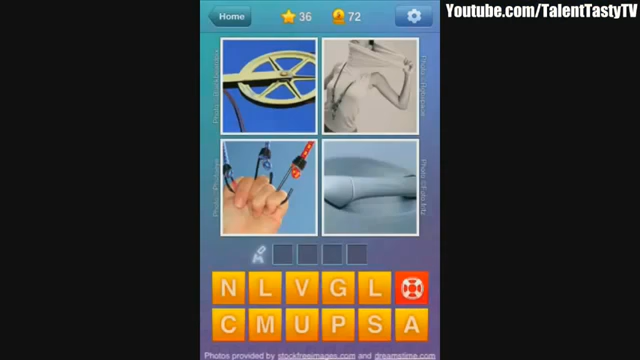 Youtube.com/TalentTastyTV
Home
36
72
N L V G L
C M U P S A
Photos provided by stockfreeimages.com and dreamstime.com